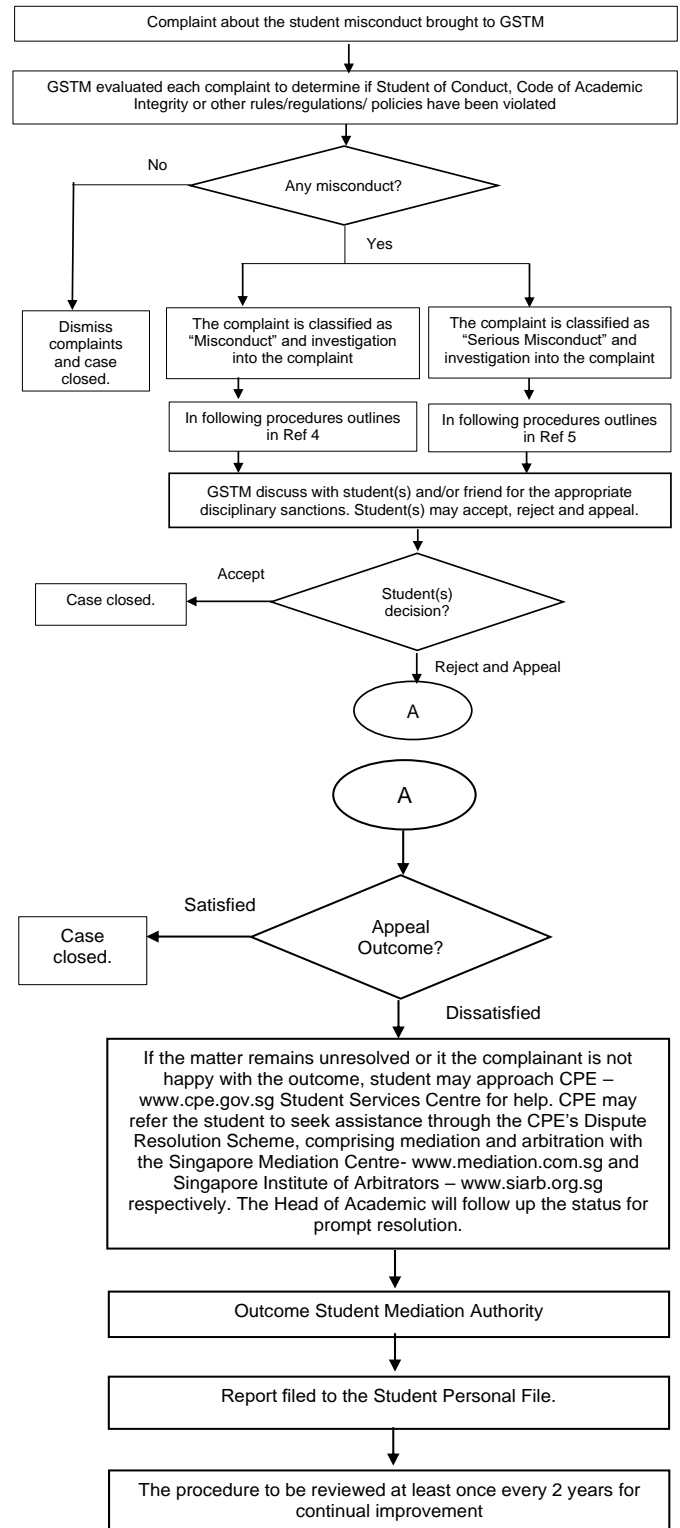 Complaint about the student misconduct brought to GSTM
GSTM evaluated each complaint to determine if Student of Conduct, Code of Academic
Integrity or other rules/regulations/ policies have been violated
No
Any misconduct?
Yes
Dismiss
complaints
and case
closed.
The complaint is classified as
“Misconduct” and investigation
into the complaint
The complaint is classified as
“Serious Misconduct” and
investigation into the complaint
In following procedures outlines
in Ref 4
In following procedures outlines
in Ref 5
GSTM discuss with student(s) and/or friend for the appropriate
disciplinary sanctions. Student(s) may accept, reject and appeal.
Accept
Case closed.
Student(s)
decision?
Reject and Appeal
A
A
Satisfied
Case
closed.
Appeal
Outcome?
Dissatisfied
If the matter remains unresolved or it the complainant is not
happy with the outcome, student may approach CPE –
www.cpe.gov.sg Student Services Centre for help. CPE may
refer the student to seek assistance through the CPE’s Dispute
Resolution Scheme, comprising mediation and arbitration with
the Singapore Mediation Centre- www.mediation.com.sg and
Singapore Institute of Arbitrators – www.siarb.org.sg
respectively. The Head of Academic will follow up the status for
prompt resolution.
Outcome Student Mediation Authority
Report filed to the Student Personal File.
The procedure to be reviewed at least once every 2 years for
continual improvement